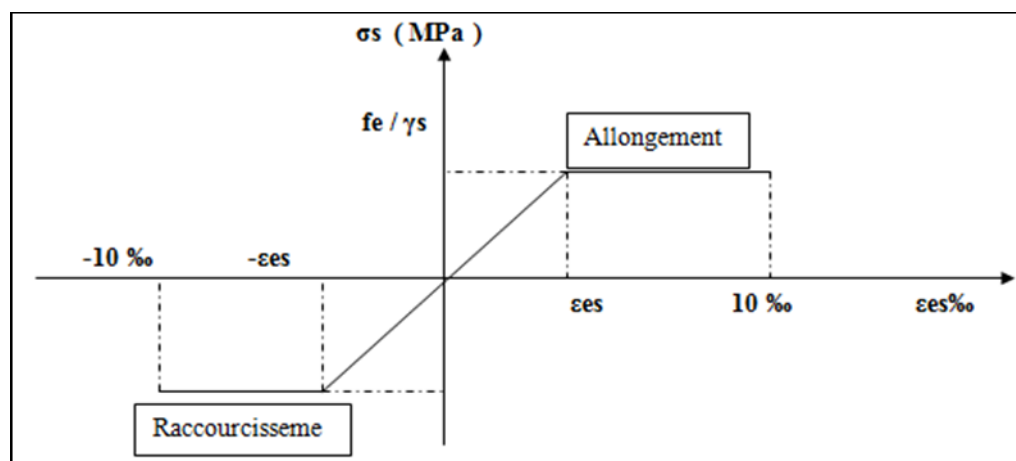 σs ( MPa )
fe / γs
Allongement
-10 ‰
-εes
εes
10 ‰
εes‰
Raccourcisseme